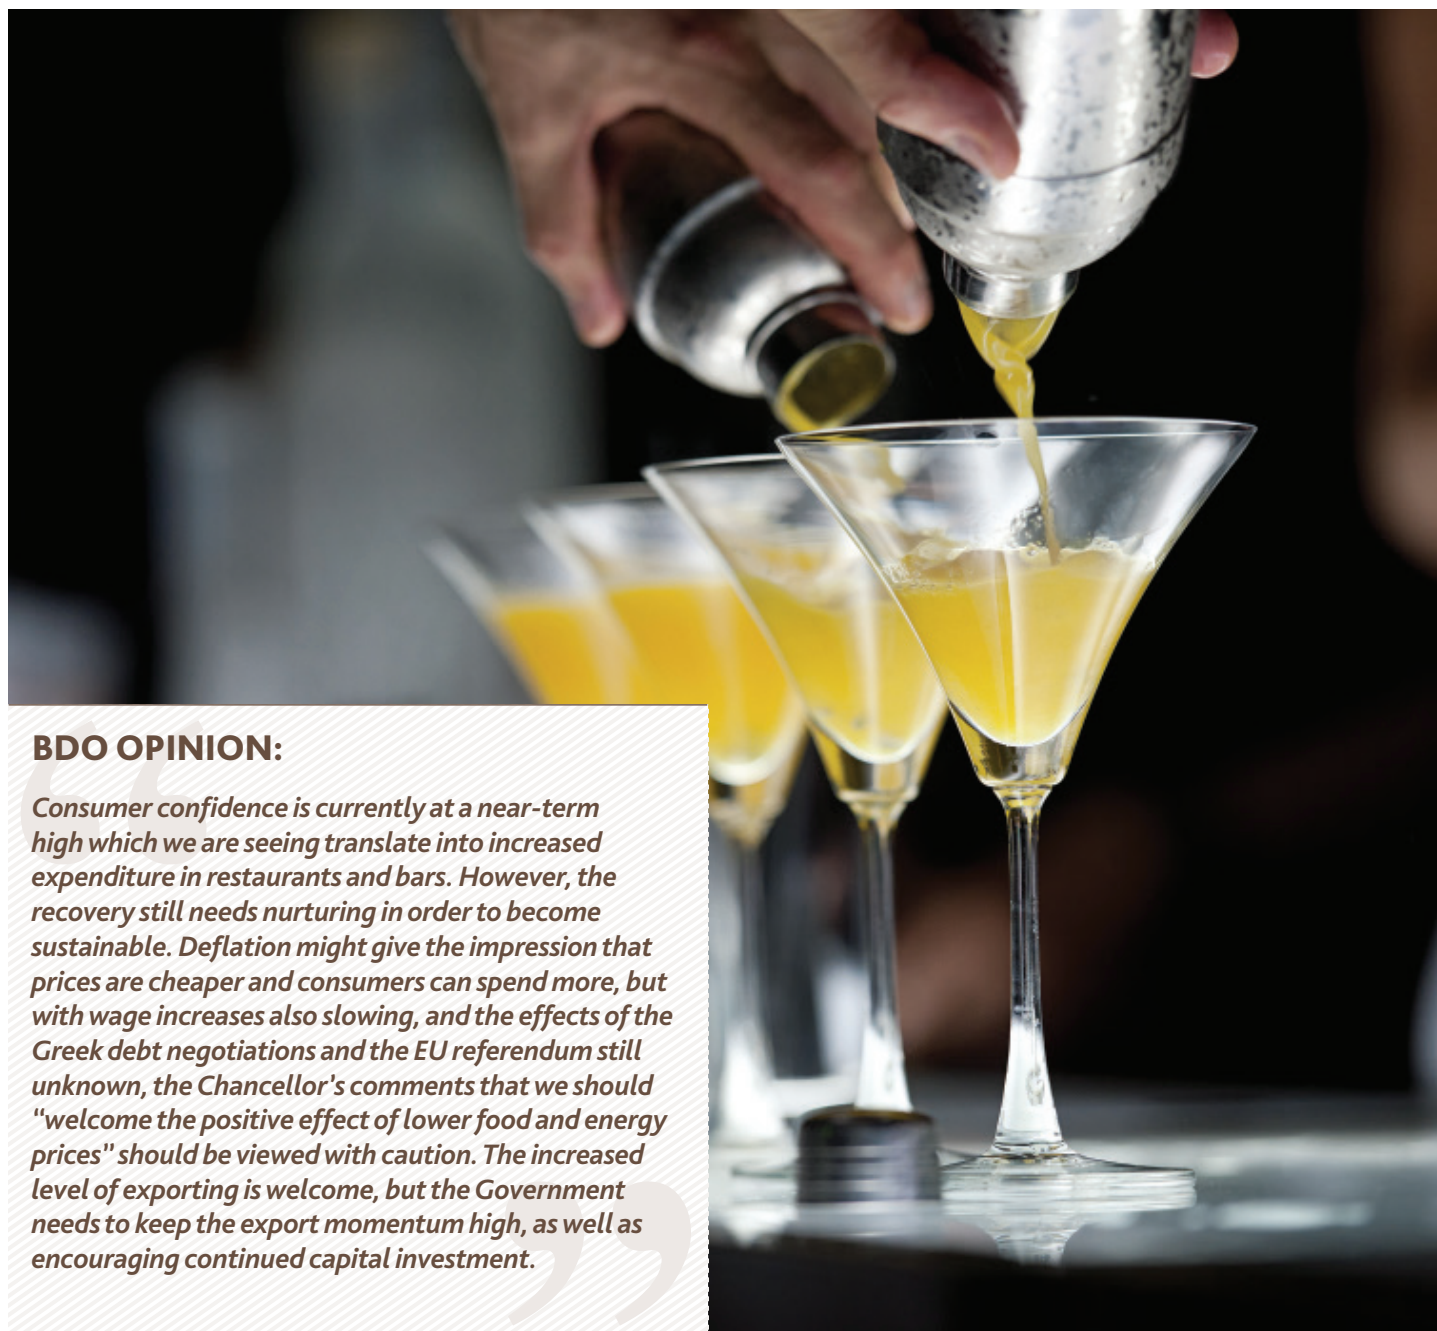 BDO OPINION:
Consumer confidence is currently at a near-term
high which we are seeing translate into increased
expenditure in restaurants and bars. However, the
recovery still needs nurturing in order to become
sustainable. Deflation might give the impression that
prices are cheaper and consumers can spend more, but
with wage increases also slowing, and the effects of the
Greek debt negotiations and the EU referendum still
unknown, the Chancellor’s comments that we should
“welcome the positive effect of lower food and energy
prices” should be viewed with caution. The increased
level of exporting is welcome, but the Government
needs to keep the export momentum high, as well as
encouraging continued capital investment.